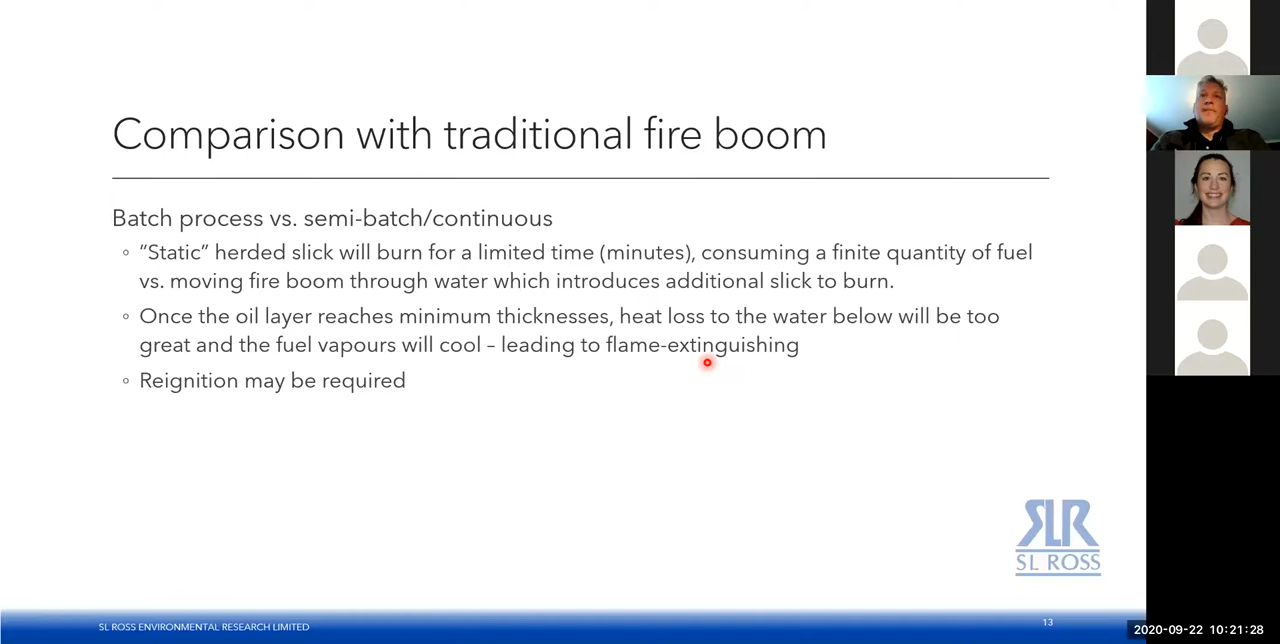 Comparison with traditional fire boom
Batch process vs. semi-batch/continuous
◦ “Static” herded slick will burn for a limited time (minutes), consuming a finite quantity of fuel
vs. moving fire boom through water which introduces additional slick to burn.
◦ Once the oil layer reaches minimum thicknesses, heat loss to the water below will be too
great and the fuel vapours will cool – leading to flame-extinguishing
◦ Reignition may be required
SLR
SL ROSS
SL ROSS ENVIRONMENTAL RESEARCH LIMITED
13
2020-09-22 10:21:28